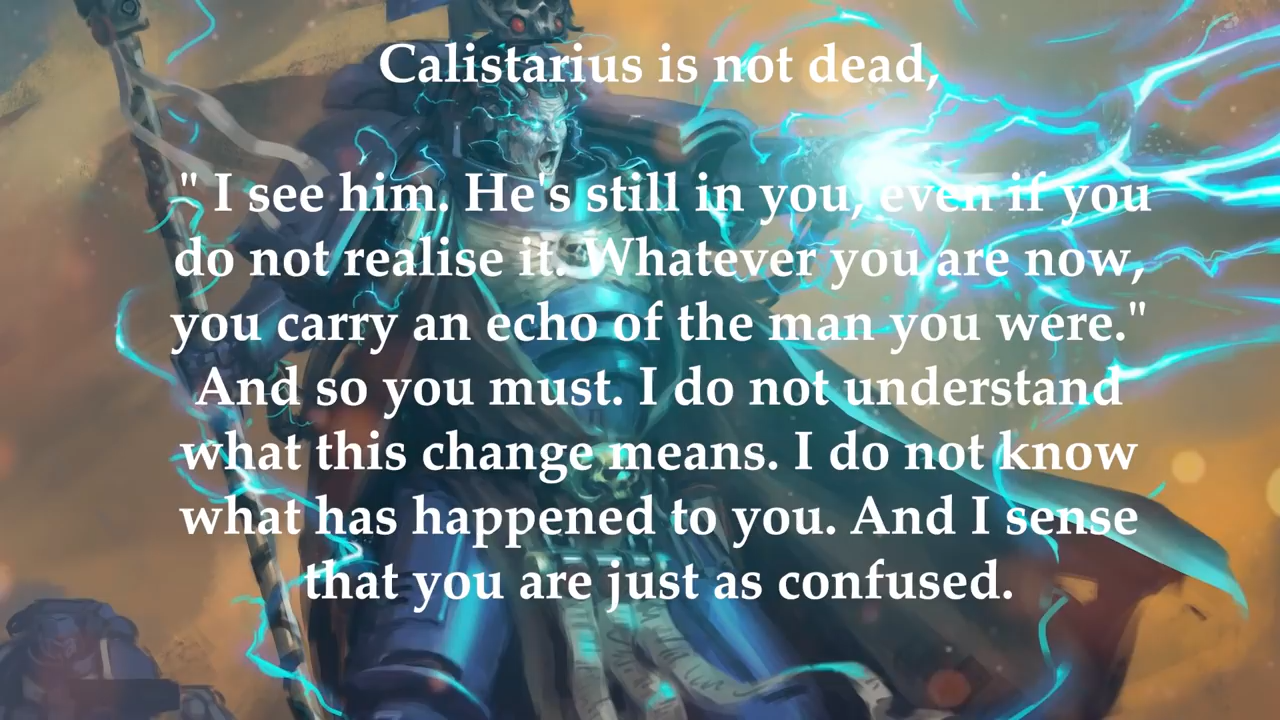 Calistarius is not dead,
" I see him. He's still in you, even if you
do not realise it. Whatever you are now,
you carry an echo of the man you were."
And so you must. I do not understand
what this change means. I do not know
what has happened to you. And I sense
that you are just as confused.